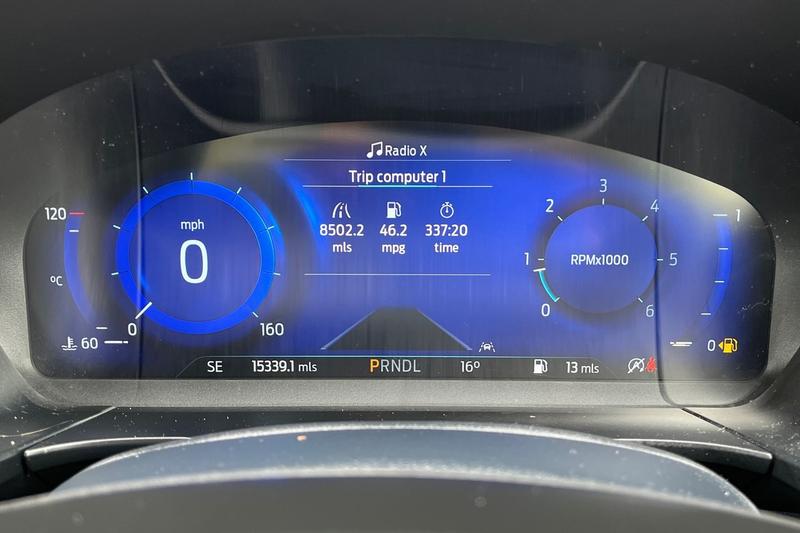 Radio X
Trip computer 1
8502.2 46.2 337:20
mls mpg time
120
°C
60
mph
0
0 160
0 1 2 3 4 5 6
RPMx1000
1
0
SE 15339.1 mls PRNDL 16° 13 mls